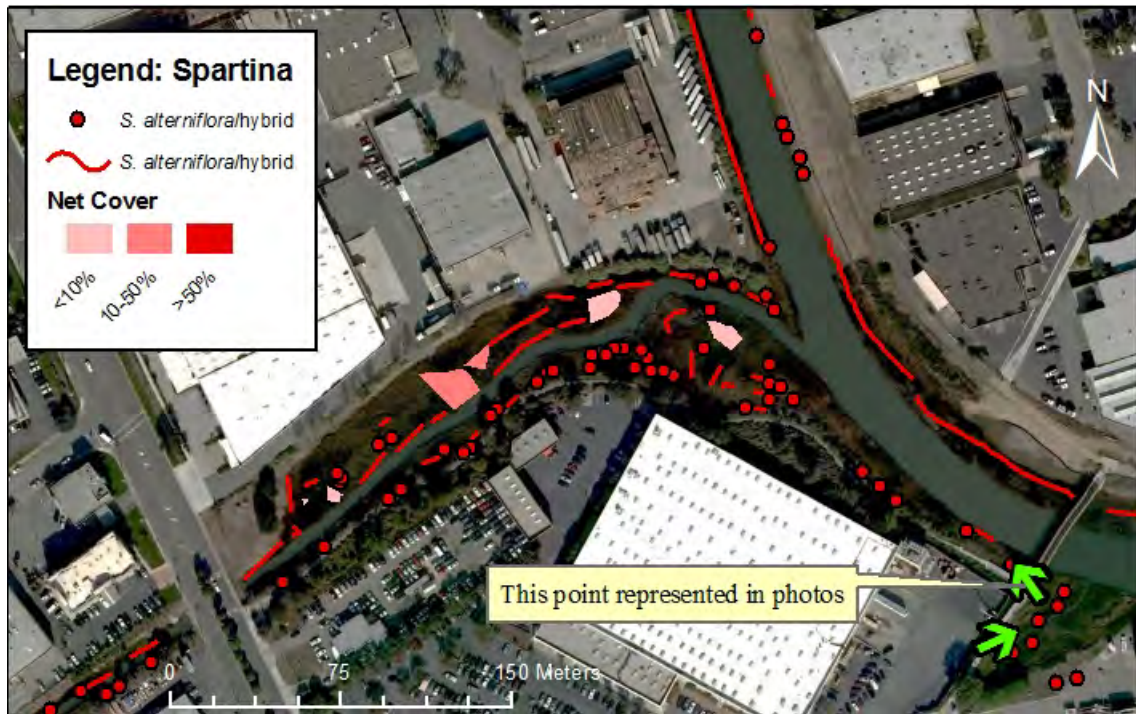 Legend: Spartina
S. alterniflora/hybrid
S. alterniflora/hybrid
Net Cover
<10%
10-50%
>50%
N
This point represented in photos
0 75 150 Meters